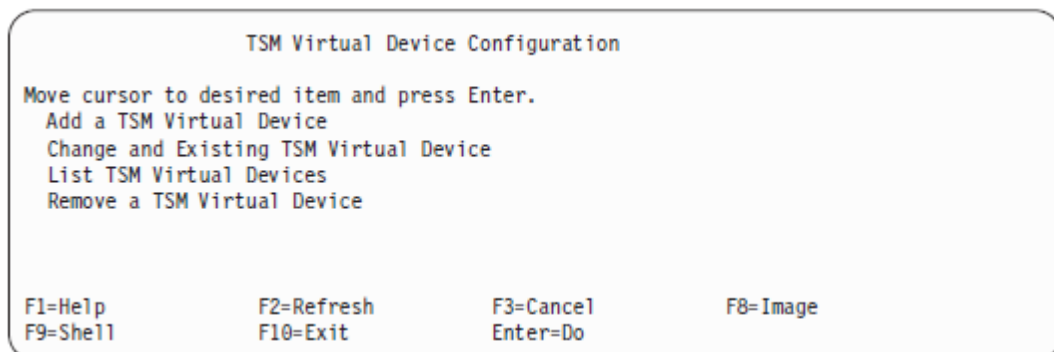 TSM Virtual Device Configuration
Move cursor to desired item and press Enter.
Add a TSM Virtual Device
Change and Existing TSM Virtual Device
List TSM Virtual Devices
Remove a TSM Virtual Device
F1=Help F2=Refresh F3=Cancel F8=Image
F9=Shell F10=Exit Enter=Do